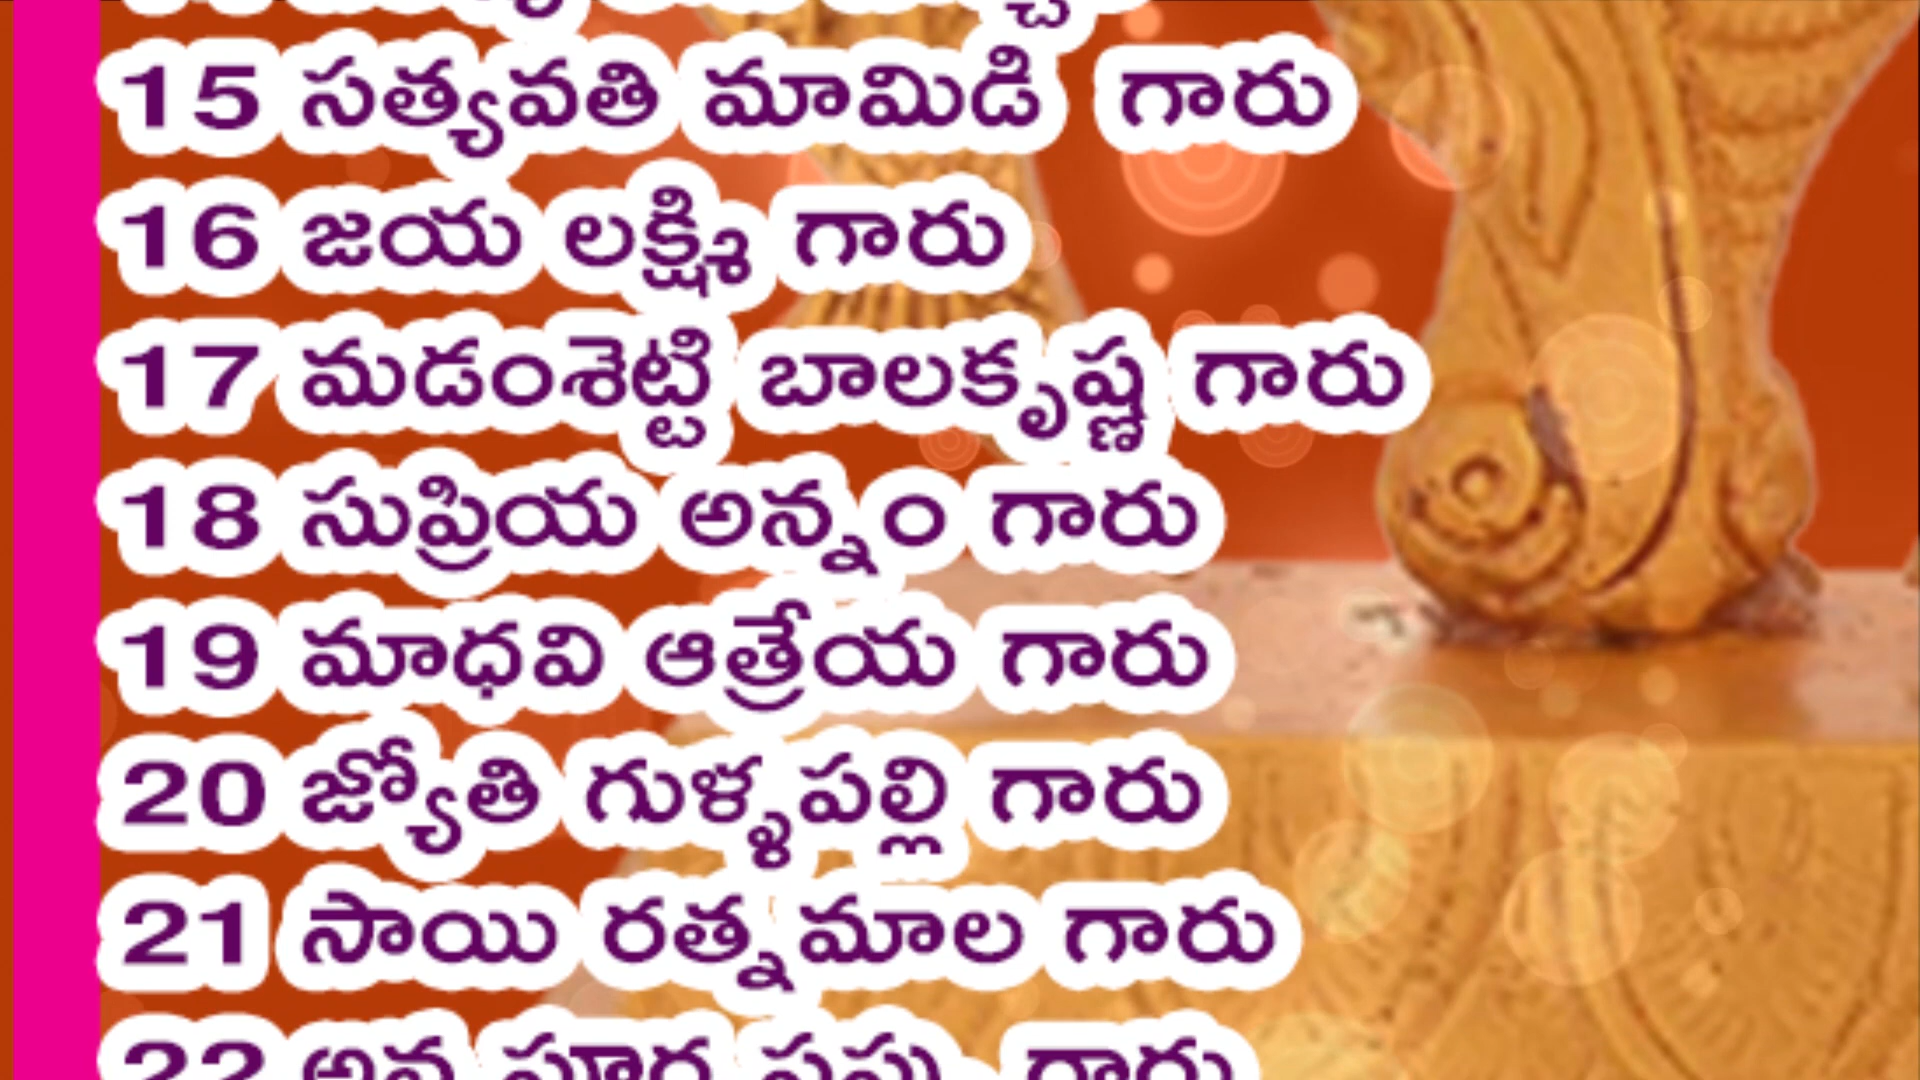 15 సత్యవతి మామిడి గారు
16 జయ లక్ష్మి గారు
17 మడంశెట్టి బాలకృష్ణ గారు
18 సుప్రియ అన్నం గారు
19 మాధవి ఆత్రేయ గారు
20 జ్యోతి గుళ్ళపల్లి గారు
21 సాయి రత్నమాల గారు
22 గారు